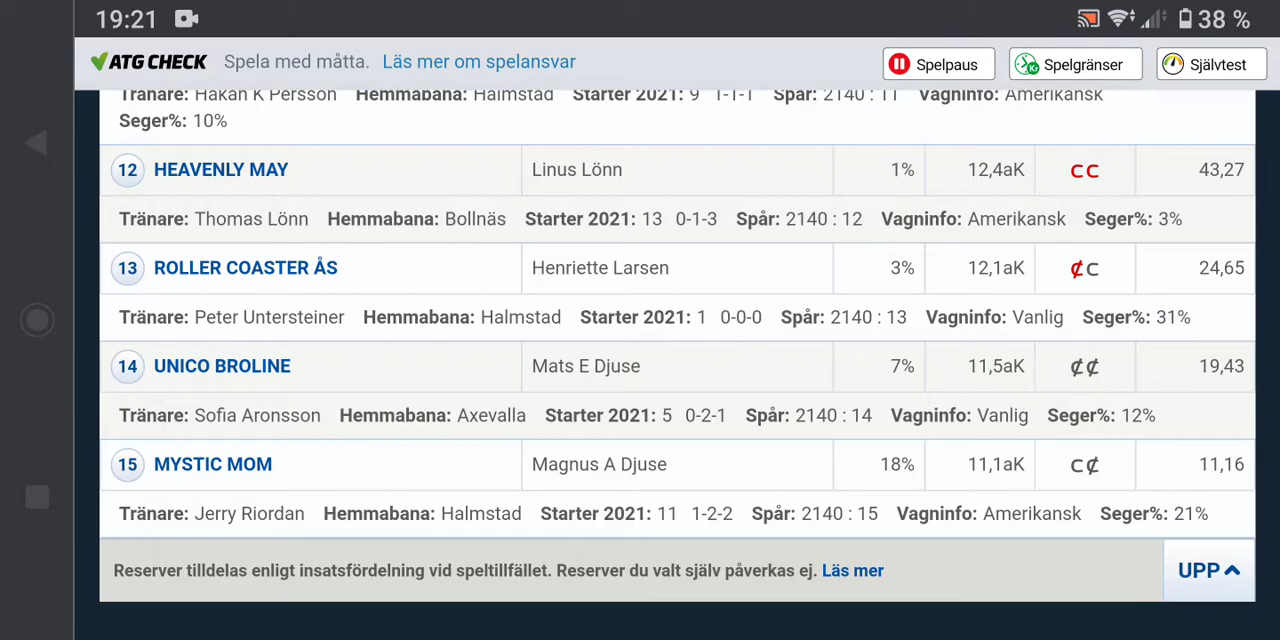 19:21 38 %
ATG CHECK Spela med måtta. Läs mer om spelansvar Spelpaus Spelgränser Självtest
Tränare: Håkan K Persson Hemmabana: Halmstad Starter 2021: 9 1-1-1 Spår: 2140 : 11 Vagninfo: Amerikansk
Seger%: 10%
12 HEAVENLY MAY Linus Lönn 1% 12,4aK C C 43,27
Tränare: Thomas Lönn Hemmabana: Bollnäs Starter 2021: 13 0-1-3 Spår: 2140 : 12 Vagninfo: Amerikansk Seger%: 3%
13 ROLLER COASTER ÅS Henriette Larsen 3% 12,1aK ₵ C 24,65
Tränare: Peter Untersteiner Hemmabana: Halmstad Starter 2021: 1 0-0-0 Spår: 2140 : 13 Vagninfo: Vanlig Seger%: 31%
14 UNICO BROLINE Mats E Djuse 7% 11,5aK ₵ ₵ 19,43
Tränare: Sofia Aronsson Hemmabana: Axevalla Starter 2021: 5 0-2-1 Spår: 2140 : 14 Vagninfo: Vanlig Seger%: 12%
15 MYSTIC MOM Magnus A Djuse 18% 11,1aK C ₵ 11,16
Tränare: Jerry Riordan Hemmabana: Halmstad Starter 2021: 11 1-2-2 Spår: 2140 : 15 Vagninfo: Amerikansk Seger%: 21%
Reserver tilldelas enligt insatsfördelning vid speltillfället. Reserver du valt själv påverkas ej. Läs mer UPP